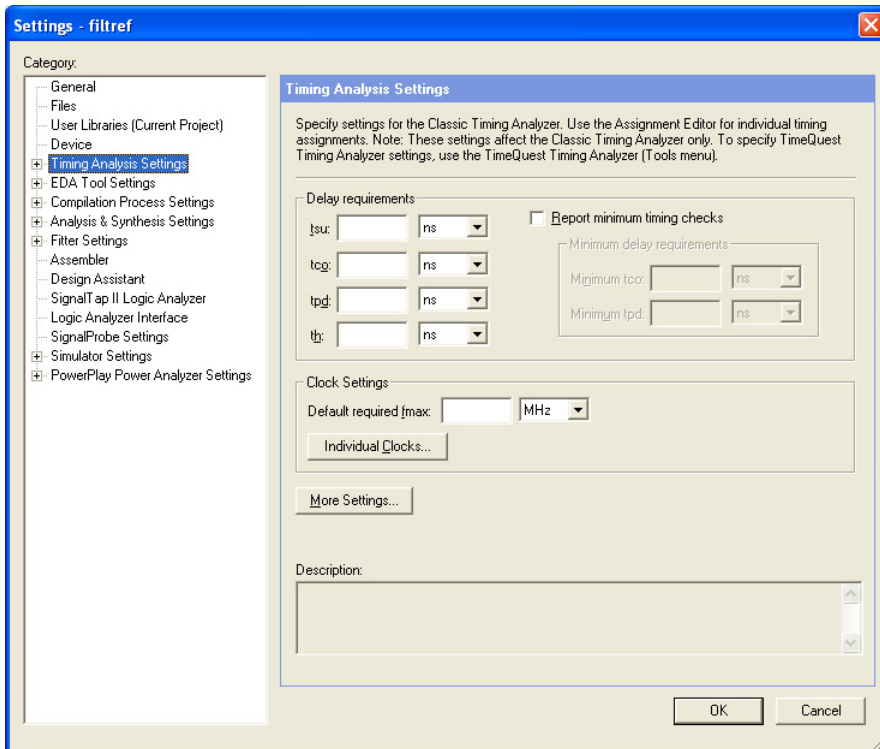 Settings - filtref
Category:
General
Files
User Libraries (Current Project)
Device
Timing Analysis Settings
EDA Tool Settings
Compilation Process Settings
Analysis & Synthesis Settings
Fitter Settings
Assembler
Design Assistant
SignalTap II Logic Analyzer
Logic Analyzer Interface
SignalProbe Settings
Simulator Settings
PowerPlay Power Analyzer Settings
Timing Analysis Settings
Specify settings for the Classic Timing Analyzer. Use the Assignment Editor for individual timing
assignments. Note: These settings affect the Classic Timing Analyzer only. To specify TimeQuest
Timing Analyzer settings, use the TimeQuest Timing Analyzer (Tools menu).
Delay requirements
tsu: ns
tco: ns
tpd: ns
th: ns
Report minimum timing checks
Minimum delay requirements
Minimum tco: ns
Minimum tpd: ns
Clock Settings
Default required fmax: MHz
Individual Clocks...
More Settings...
Description:
OK Cancel